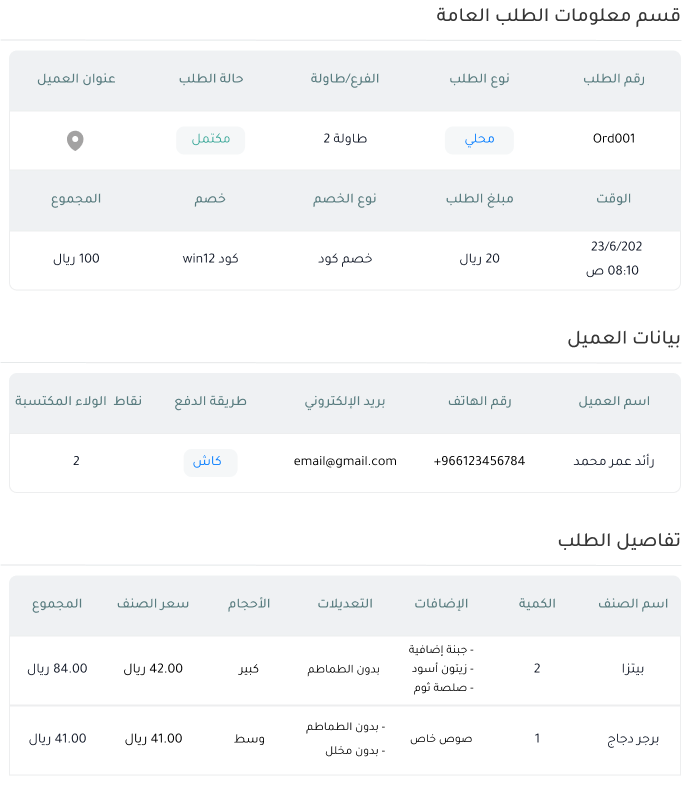 قسم معلومات الطلب العامة
رقم الطلب نوع الطلب الفرع/طاولة حالة الطلب عنوان العميل
Ord001 محلي طاولة 2 مكتمل
الوقت مبلغ الطلب نوع الخصم خصم المجموع
23/6/202
08:10 ص
20 ريال خصم كود كود win12 100 ريال
بيانات العميل
اسم العميل رقم الهاتف بريد الإلكتروني طريقة الدفع نقاط الولاء المكتسبة
رأئد عمر محمد +966123456784 email@gmail.com كاش 2
تفاصيل الطلب
اسم الصنف الكمية الإضافات التعديلات الأحجام سعر الصنف المجموع
بيتزا 2
- جبنة إضافية
- زيتون أسود
- صلصة ثوم
بدون الطماطم كبير 42.00 ريال 84.00 ريال
برجر دجاج 1 صوص خاص
- بدون الطماطم
- بدون مخلل
وسط 41.00 ريال 41.00 ريال